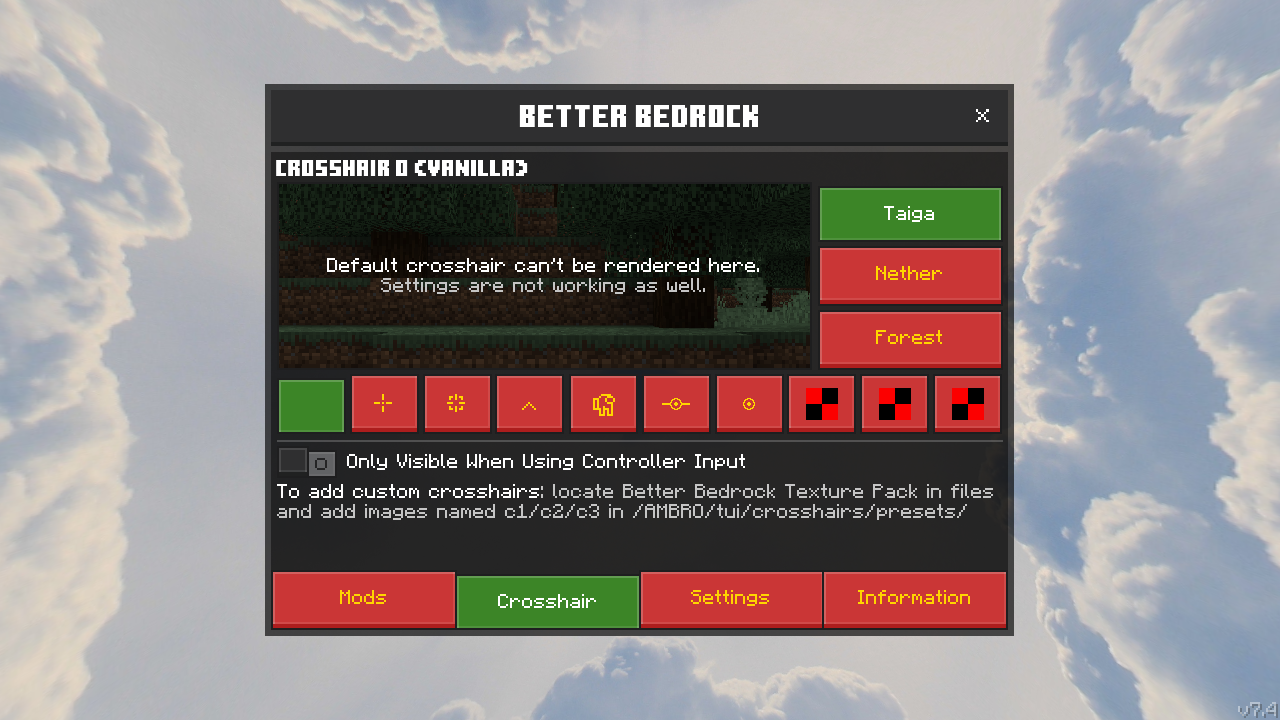 BETTER BEDROCK
CROSSHAIR 0 (VANILLA)
Default crosshair can't be rendered here.
Settings are not working as well.
Taiga
Nether
Forest
Only Visible When Using Controller Input
To add custom crosshairs: locate Better Bedrock Texture Pack in files
and add images named c1/c2/c3 in /AMBRO/tui/crosshairs/presets/
Mods
Crosshair
Settings
Information
v7.4